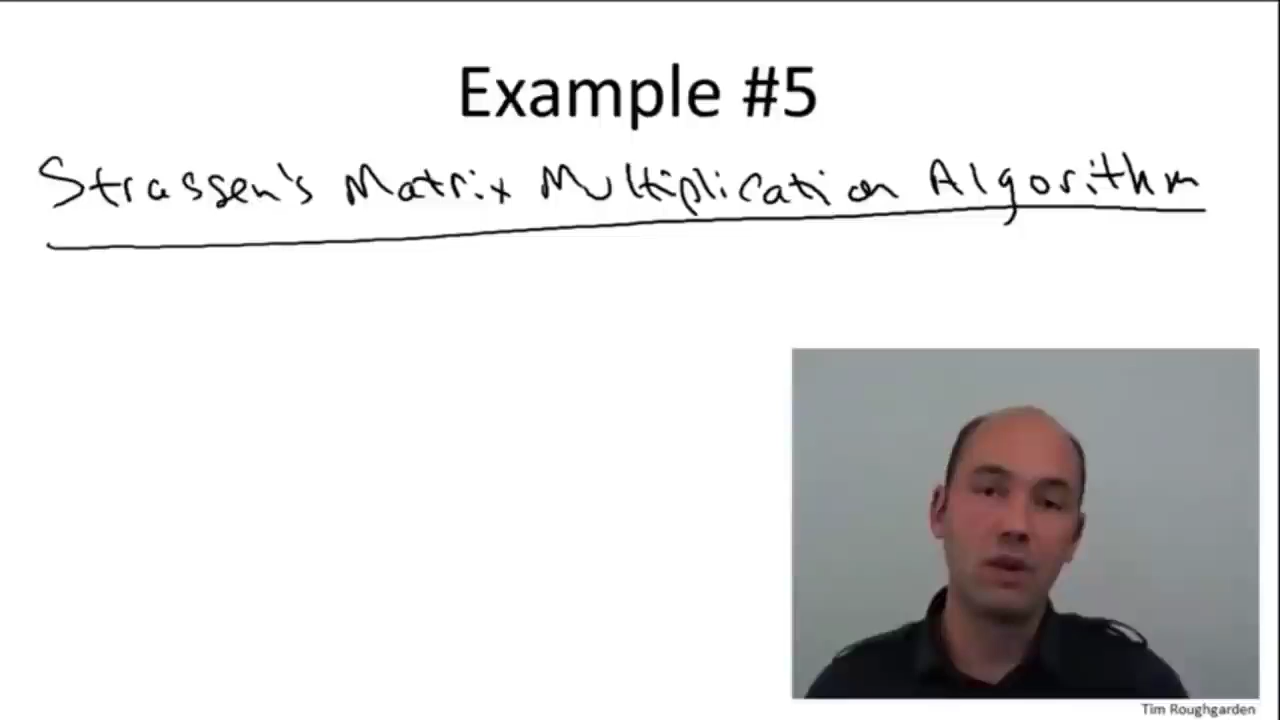 Example #5
Strassen's Matrix Multiplication Algorithm
Tim Roughgarden